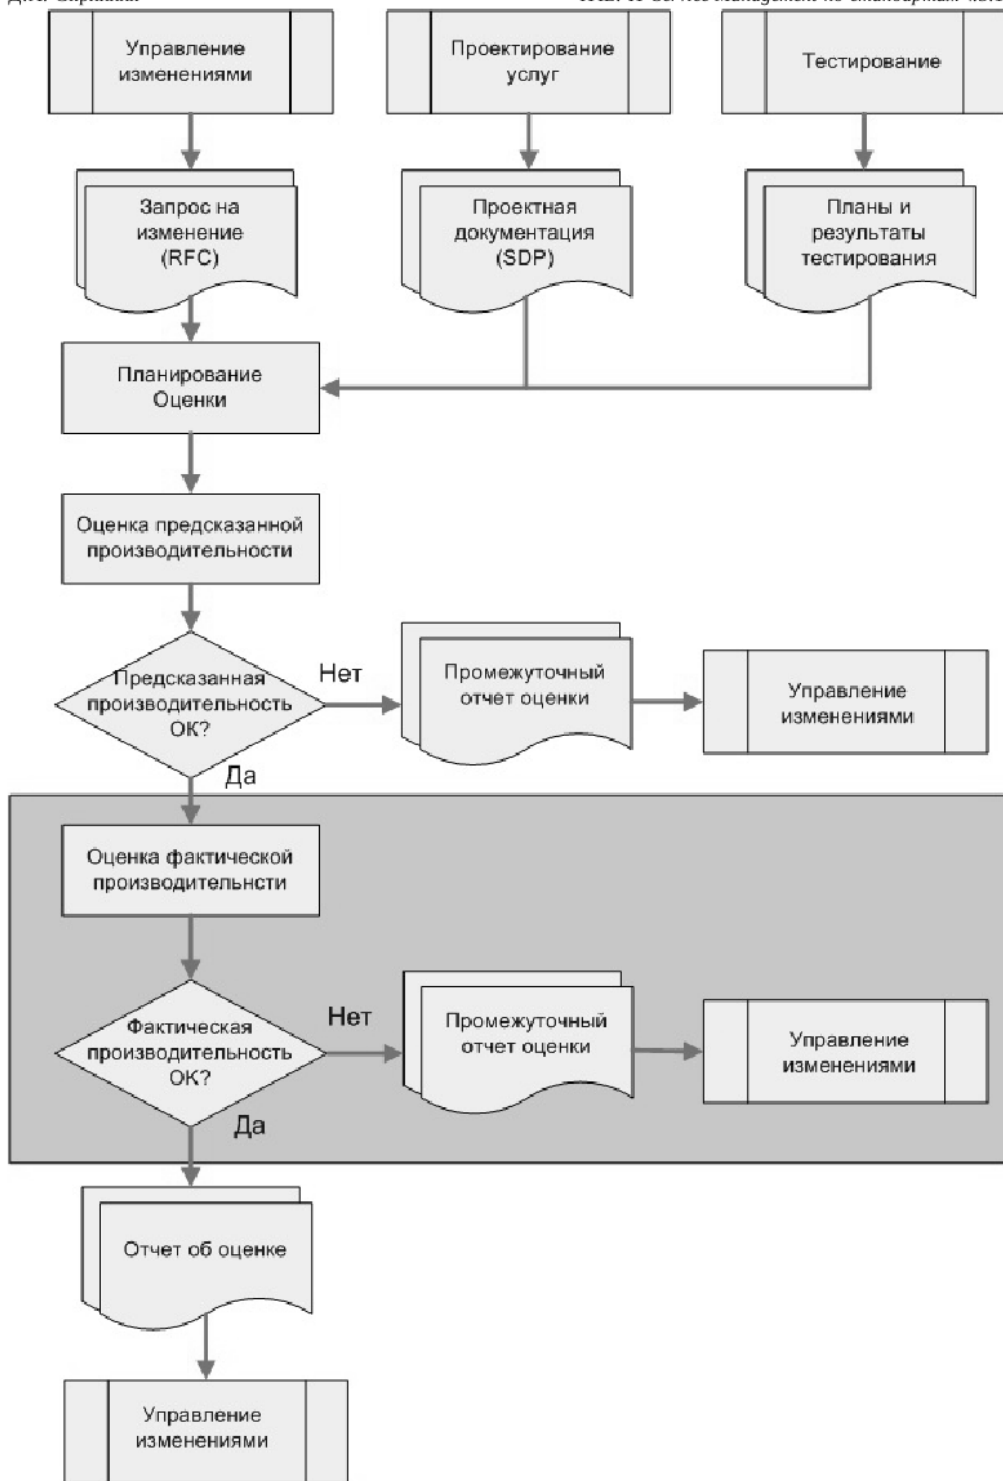 Управление
изменениями
Проектирование
услуг
Тестирование
Запрос на
изменение
(RFC)
Проектная
документация
(SDP)
Планы и
результаты
тестирования
Планирование
Оценки
Оценка предсказанной
производительности
Предсказанная
производительность
ОК?
Нет
Да
Промежуточный
отчет оценки
Управление
изменениями
Оценка фактической
производительнсти
Фактическая
производительность
ОК?
Нет
Да
Промежуточный
отчет оценки
Управление
изменениями
Отчет об оценке
Управление
изменениями